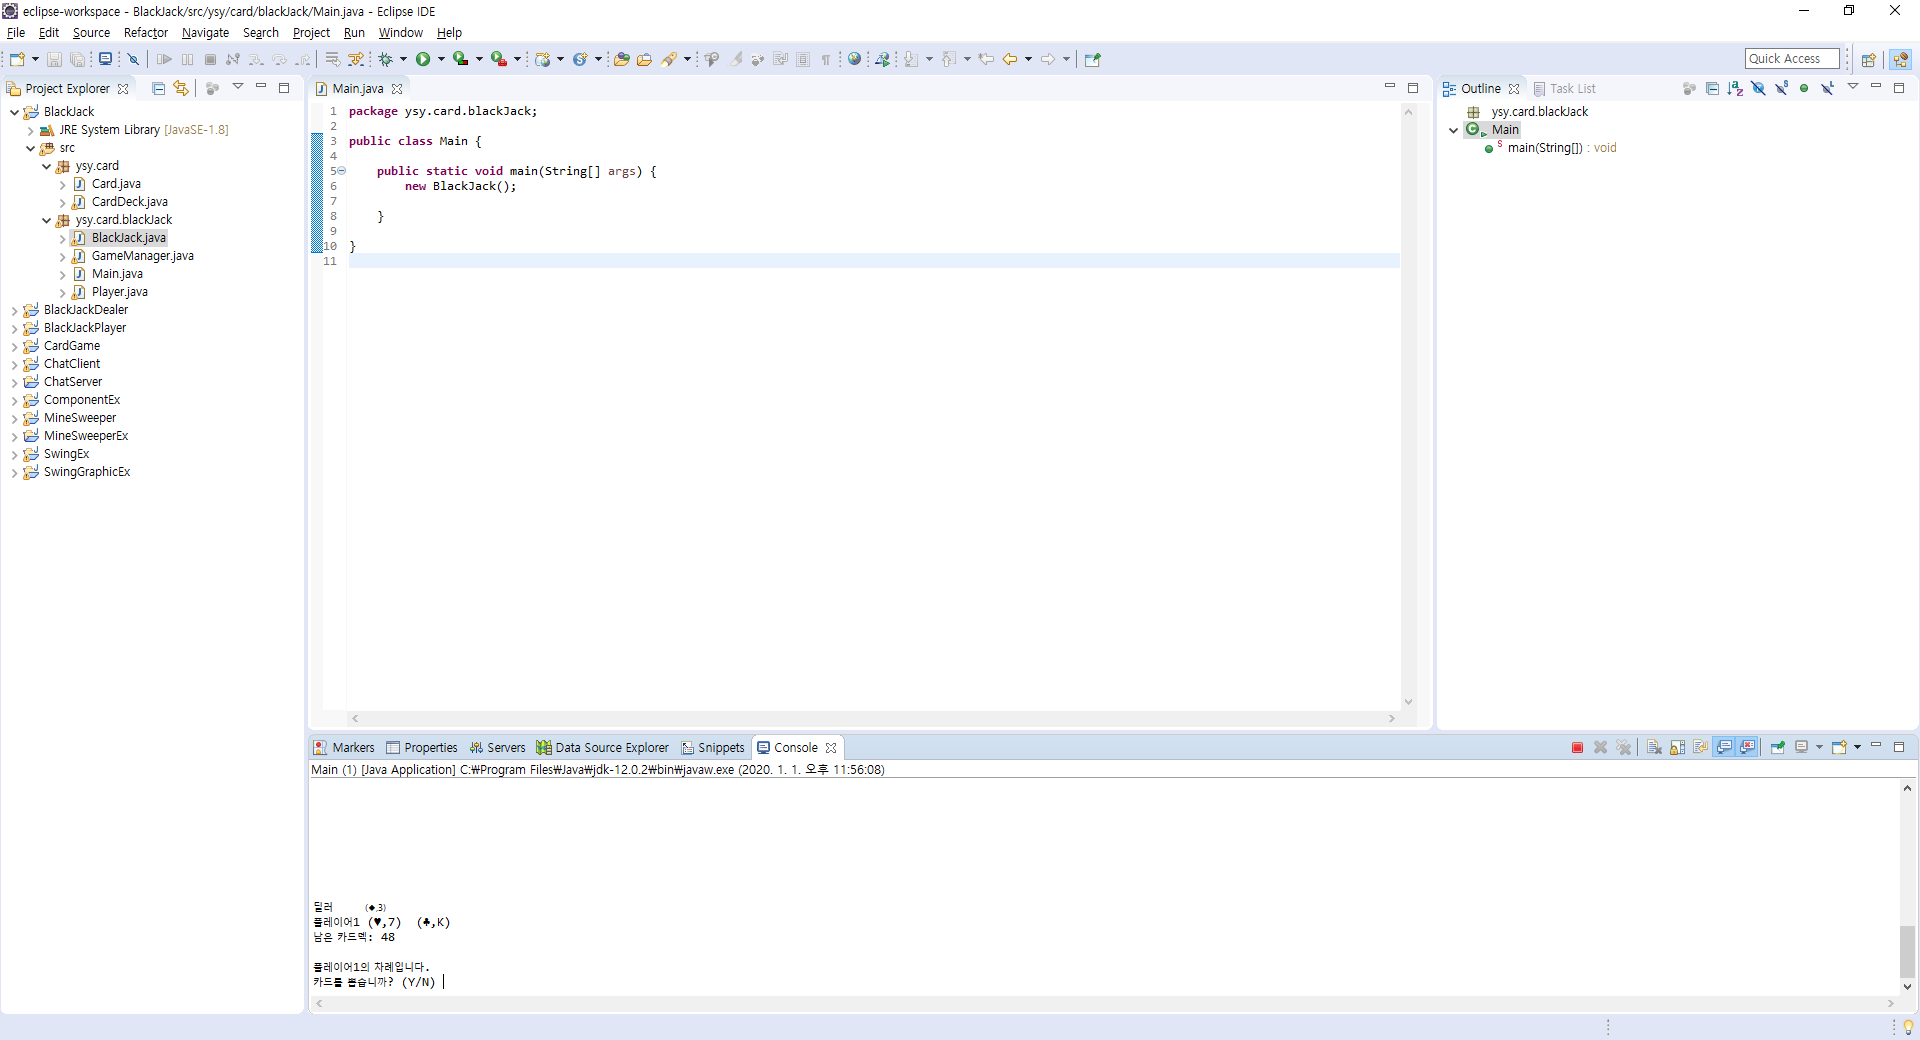 eclipse-workspace - BlackJack/src/ysy/card/blackJack/Main.java - Eclipse IDE
File Edit Source Refactor Navigate Search Project Run Window Help
Quick Access
Project Explorer
BlackJack
JRE System Library [JavaSE-1.8]
src
ysy.card
Card.java
CardDeck.java
ysy.card.blackJack
BlackJack.java
GameManager.java
Main.java
Player.java
BlackJackDealer
BlackJackPlayer
CardGame
ChatClient
ChatServer
ComponentEx
MineSweeper
MineSweeperEx
SwingEx
SwingGraphicEx
Main.java
1 package ysy.card.blackJack;
2
3 public class Main {
4
5 public static void main(String[] args) {
6 new BlackJack();
7
8 }
9
10 }
11
Outline Task List
ysy.card.blackJack
Main
main(String[]) : void
Markers Properties Servers Data Source Explorer Snippets Console
Main (1) [Java Application] C:₩Program Files₩Java₩jdk-12.0.2₩bin₩javaw.exe (2020. 1. 1. 오후 11:56:08)
딜러 (◆,3)
플레이어1 (♥,7) (♣,K)
남은 카드덱: 48
플레이어1의 차례입니다.
카드를 뽑습니까? (Y/N)